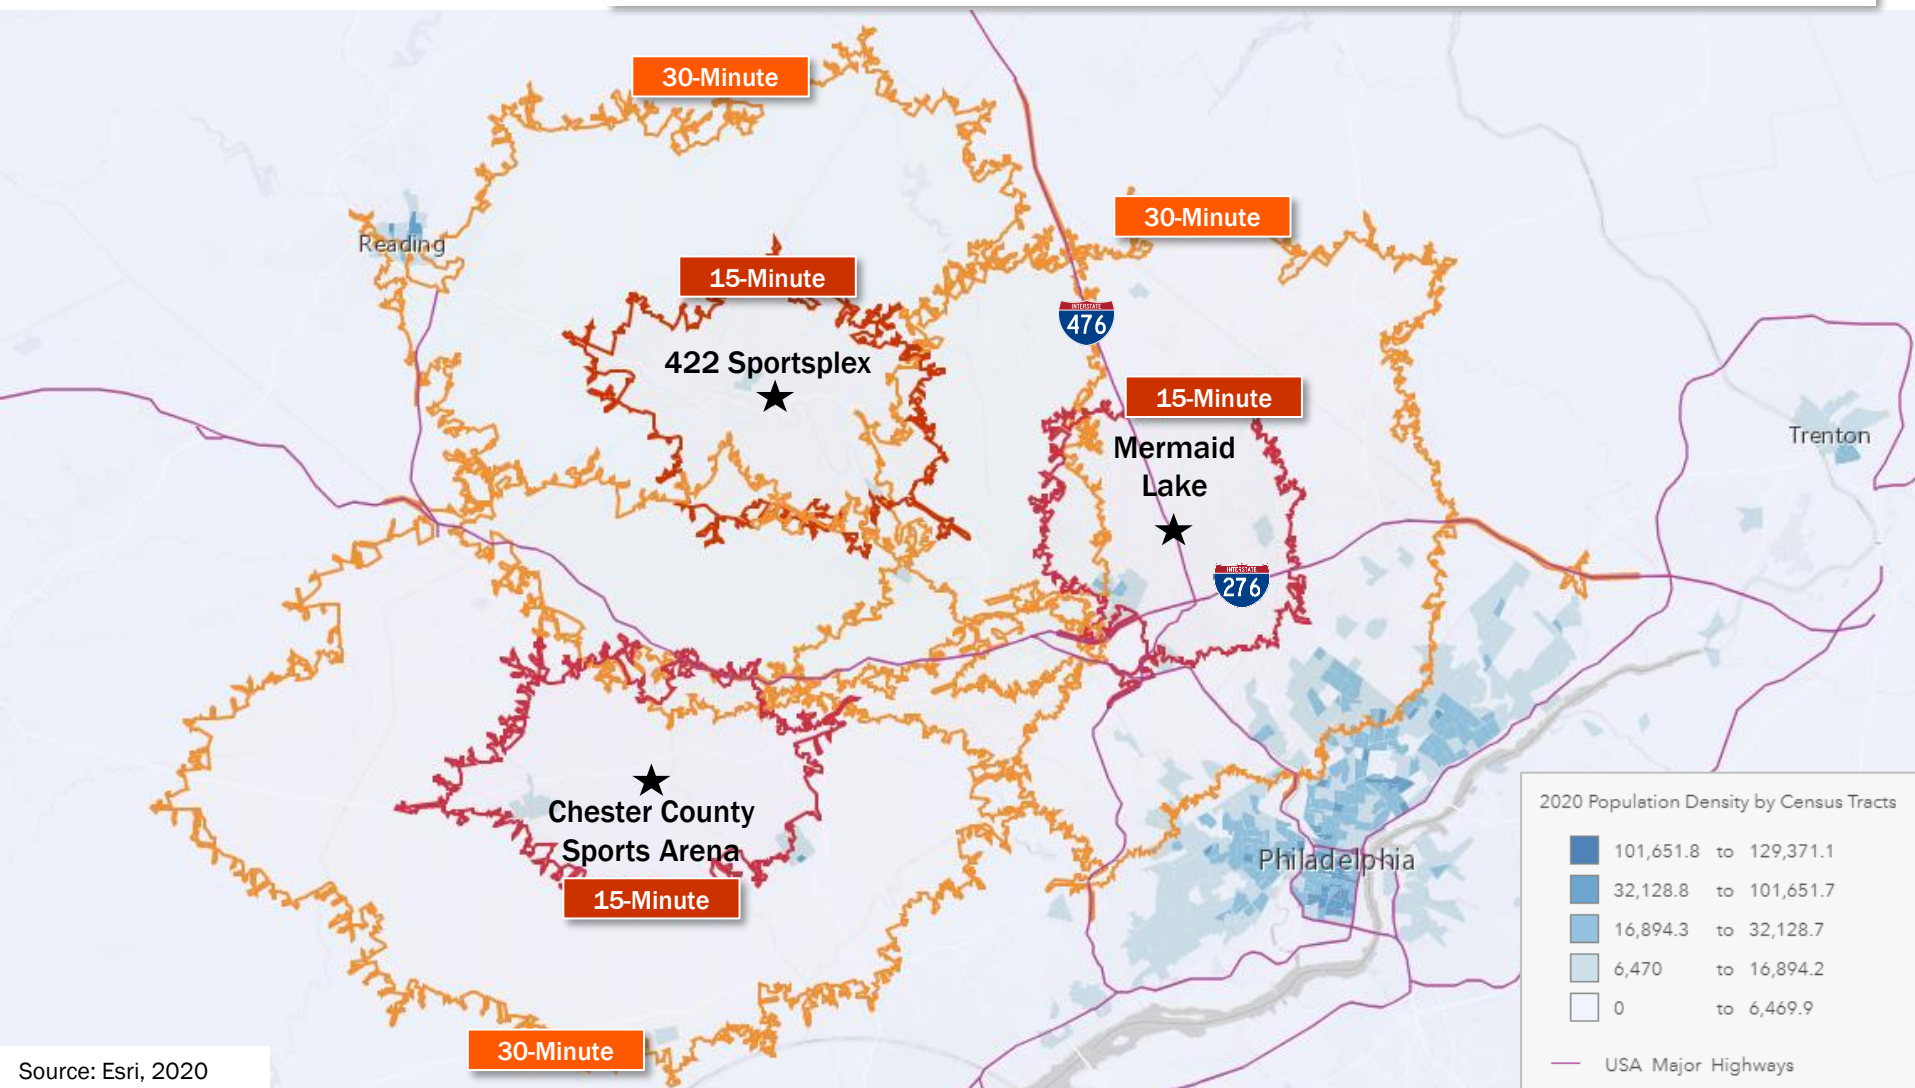 30-Minute
30-Minute
Reading
15-Minute
INTERSTATE
476
422 Sportsplex
15-Minute
Mermaid
Lake
Trenton
INTERSTATE
276
Chester County
Sports Arena
15-Minute
Philadelphia
30-Minute
2020 Population Density by Census Tracts
101,651.8 to 129,371.1
32,128.8 to 101,651.7
16,894.3 to 32,128.7
6,470 to 16,894.2
0 to 6,469.9
USA Major Highways
Source: Esri, 2020